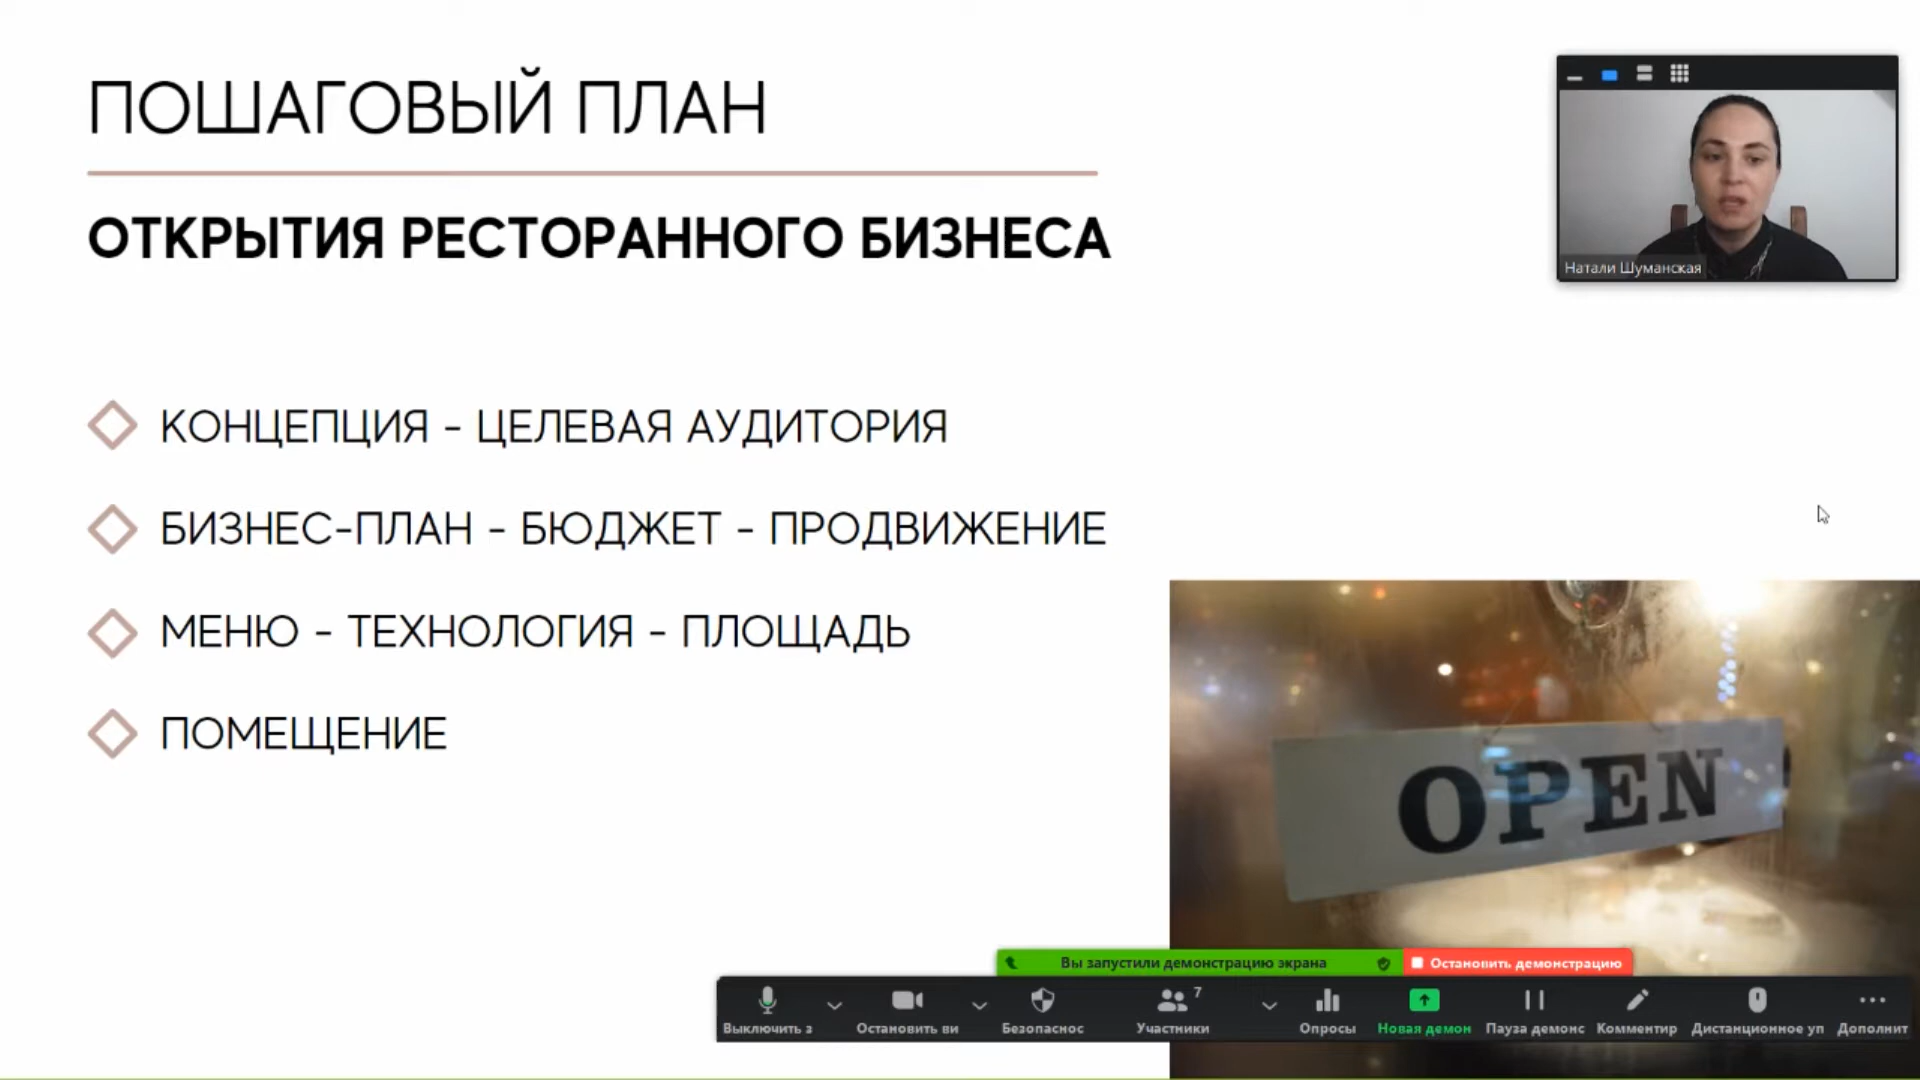 ПОШАГОВЫЙ ПЛАН
ОТКРЫТИЯ РЕСТОРАННОГО БИЗНЕСА
КОНЦЕПЦИЯ - ЦЕЛЕВАЯ АУДИТОРИЯ
БИЗНЕС-ПЛАН - БЮДЖЕТ - ПРОДВИЖЕНИЕ
МЕНЮ - ТЕХНОЛОГИЯ - ПЛОЩАДЬ
ПОМЕЩЕНИЕ
Натали Шуманская
OPEN
Вы запустили демонстрацию экрана
Остановить демонстрацию
7
Выключить з
Остановить ви
Безопаснос
Участники
Опросы
Новая демон
Пауза демонс
Комментир
Дистанционное уп
Дополнит